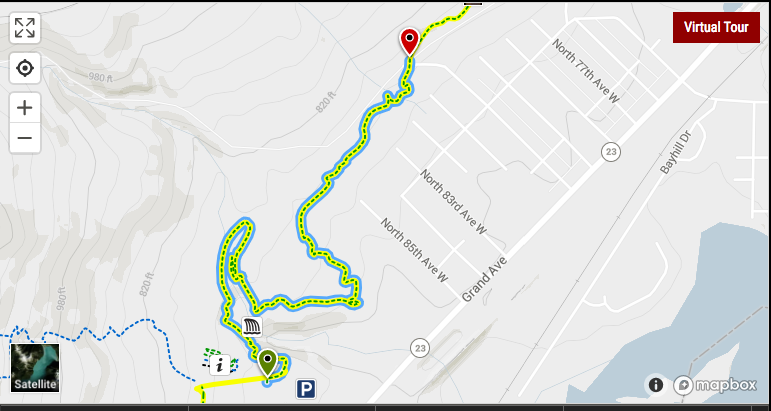 Virtual Tour
980 ft
820 ft
North 77th Ave W
+
−
23
Bayhill Dr
North 83rd Ave W
North 85th Ave W
Grand Ave
980 ft
820 ft
23
i
P
Satellite
i
mapbox